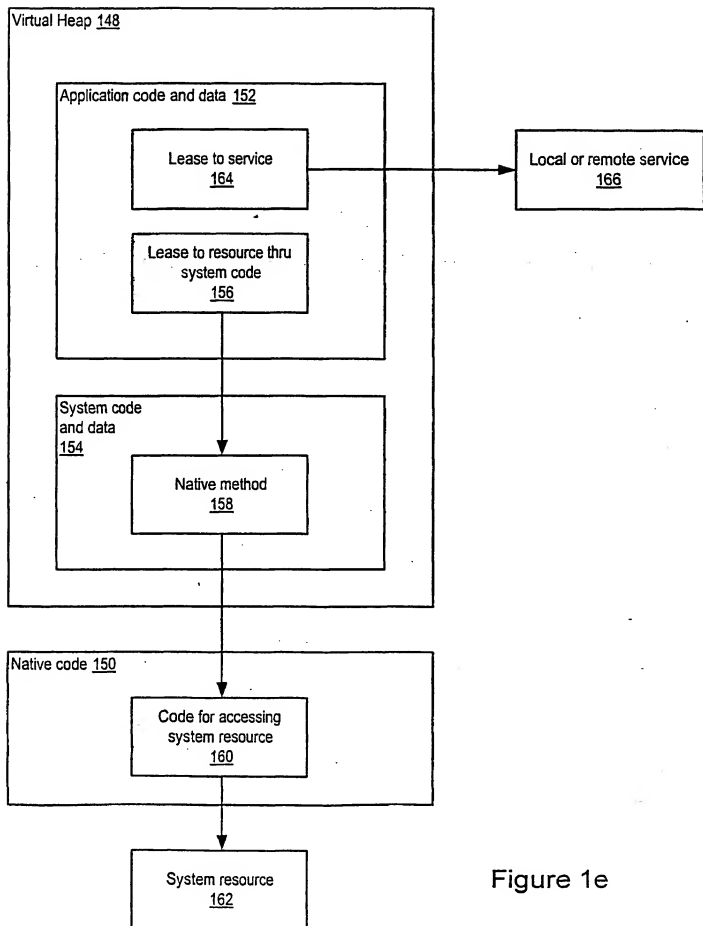 Virtual Heap 148
Application code and data 152
Lease to service
164
Local or remote service
166
Lease to resource thru
system code
156
System code
and data
154
Native method
158
Native code 150
Code for accessing
system resource
160
System resource
162
Figure 1e